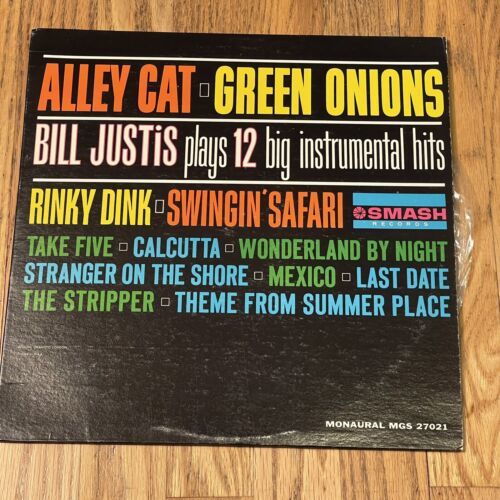 ALLEY CAT □ GREEN ONIONS
BILL JUSTiS plays 12 big instrumental hits
RINKY DINK □ SWINGIN' SAFARI SMASH
RECORDS
TAKE FIVE □ CALCUTTA □ WONDERLAND BY NIGHT
STRANGER ON THE SHORE □ MEXICO □ LAST DATE
THE STRIPPER □ THEME FROM SUMMER PLACE
MONAURAL MGS 27021